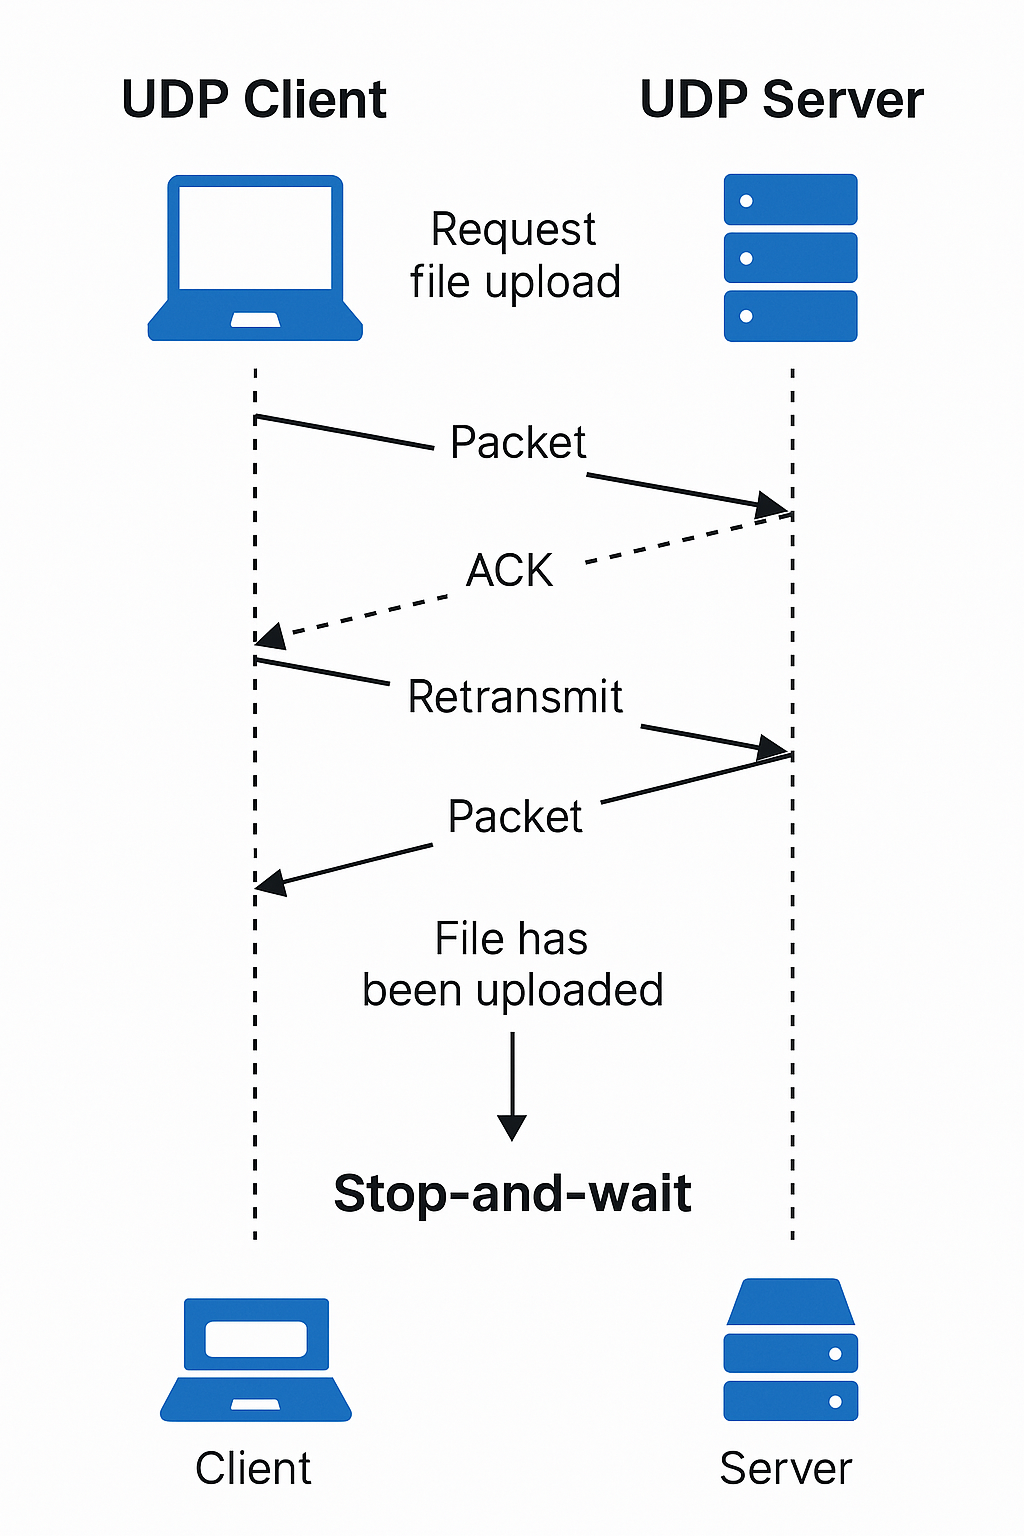 UDP Client
UDP Server
Request
file upload
Packet
ACK
Retransmit
Packet
File has
been uploaded
Stop-and-wait
Client
Server